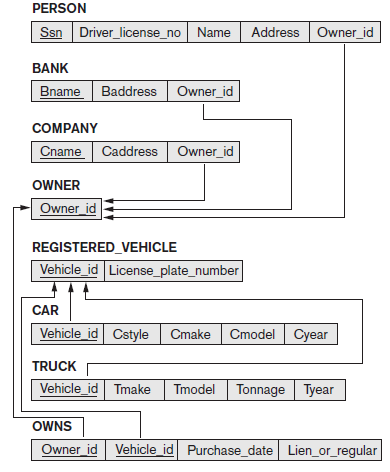 PERSON
Ssn Driver_license_no Name Address Owner_id
BANK
Bname Baddress Owner_id
COMPANY
Cname Caddress Owner_id
OWNER
Owner_id
REGISTERED_VEHICLE
Vehicle_id License_plate_number
CAR
Vehicle_id Cstyle Cmake Cmodel Cyear
TRUCK
Vehicle_id Tmake Tmodel Tonnage Tyear
OWNS
Owner_id Vehicle_id Purchase_date Lien_or_regular